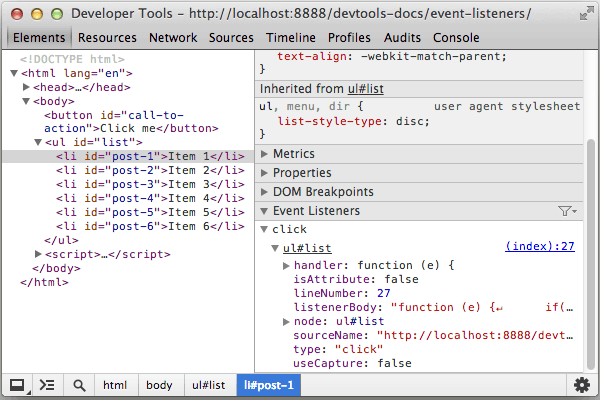 Developer Tools - http://localhost:8888/devtools-docs/event-listeners/
Elements Resources Network Sources Timeline Profiles Audits Console
<!DOCTYPE html>
▼<html lang="en">
▶<head>…</head>
▼<body>
<button id="call-to-
action">Click me</button>
▼<ul id="list">
<li id="post-1">Item 1</li>
<li id="post-2">Item 2</li>
<li id="post-3">Item 3</li>
<li id="post-4">Item 4</li>
<li id="post-5">Item 5</li>
<li id="post-6">Item 6</li>
</ul>
▶<script>…</script>
</body>
</html>
text-align: -webkit-match-parent;
}
Inherited from ul#list
ul, menu, dir { user agent stylesheet
list-style-type: disc;
}
▶ Metrics
▶ Properties
▶ DOM Breakpoints
▼ Event Listeners
▼ click
▼ ul#list (index):27
▶ handler: function (e) {
isAttribute: false
lineNumber: 27
listenerBody: "function (e) {↵ if(…
▶ node: ul#list
sourceName: "http://localhost:8888/devt…
type: "click"
useCapture: false
html body ul#list li#post-1